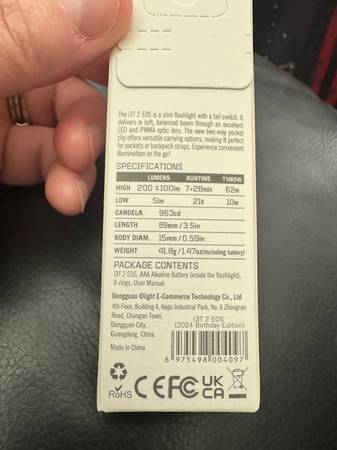 The i3T 2 EOS is a slim flashlight with a tail switch. It
delivers a soft, balanced beam through an excellent
LED and PMMA optic lens. The new two-way pocket
clip offers versatile carrying options, making it perfect
for pockets or backpack straps. Experience convenient
illumination on the go!
SPECIFICATIONS
LUMENS RUNTIME THROW
HIGH 200~100lm 7+28min 62m
LOW 5lm 21h 10m
CANDELA 963cd
LENGTH 89mm/3.5in
BODY DIAM. 15mm/0.59in
WEIGHT 41.8g/1.47oz(including battery)
PACKAGE CONTENTS
i3T 2 EOS, AAA Alkaline Battery (inside the flashlight),
O-rings, User Manual.
Dongguan Olight E-Commerce Technology Co., Ltd
4th Floor, Building 4, Kegu Industrial Park, No. 6 Zhongnan
Road, Changan Town,
Dongguan City,
Guangdong, China.
Made in China
i3T 2 EOS
(2024 Birthday Edition)
6 975498 004097
RoHS CE FC UK
CA